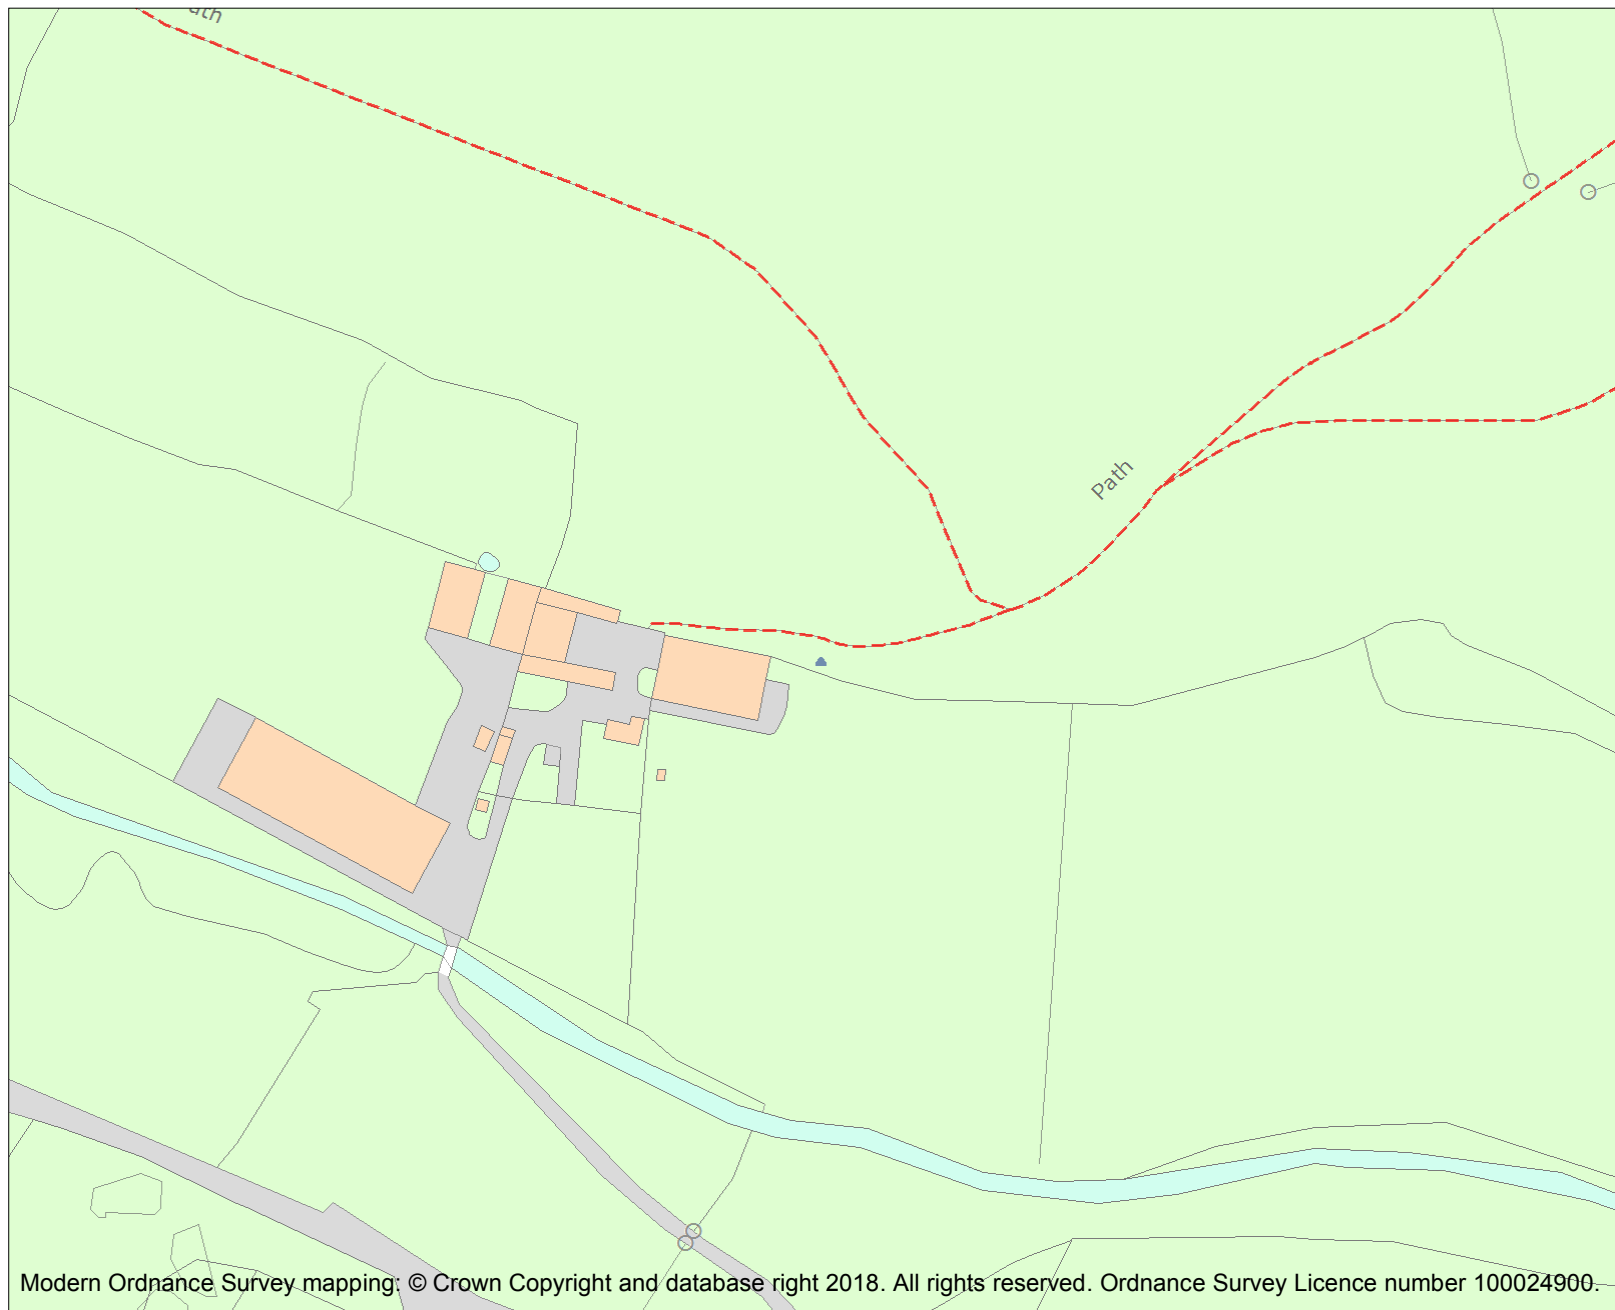 Path
Modern Ordnance Survey mapping: © Crown Copyright and database right 2018. All rights reserved. Ordnance Survey Licence number 100024900.